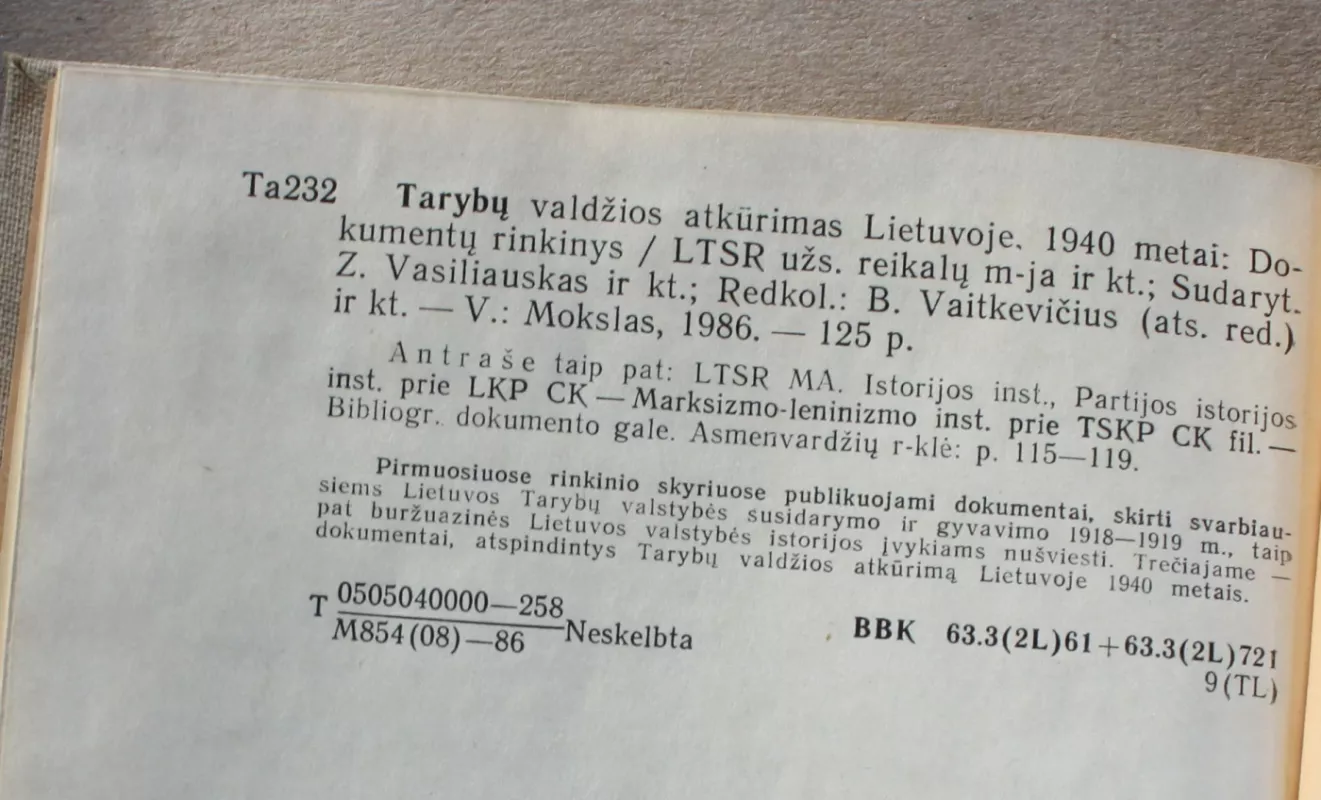 Ta232 Tarybų valdžios atkūrimas Lietuvoje. 1940 metai: Do-
kumentų rinkinys / LTSR užs. reikalų m-ja ir kt.; Sudaryt.
Z. Vasiliauskas ir kt.; Redkol.: B. Vaitkevičius (ats. red.)
ir kt. — V.: Mokslas, 1986. — 125 p.
Antraše taip pat: LTSR MA. Istorijos inst., Partijos istorijos
inst. prie LKP CK — Marksizmo-leninizmo inst. prie TSKP CK fil. —
Bibliogr. dokumento gale. Asmenvardžių r-klė: p. 115—119.
Pirmuosiuose rinkinio skyriuose publikuojami dokumentai, skirti svarbiau-
siems Lietuvos Tarybų valstybės susidarymo ir gyvavimo 1918—1919 m., taip
pat buržuazinės Lietuvos valstybės istorijos įvykiams nušviesti. Trečiajame —
dokumentai, atspindintys Tarybų valdžios atkūrimą Lietuvoje 1940 metais.
T 0505040000—258
M854(08)—86 Neskelbta
BBK 63.3(2L)61+63.3(2L)721
9(TL)